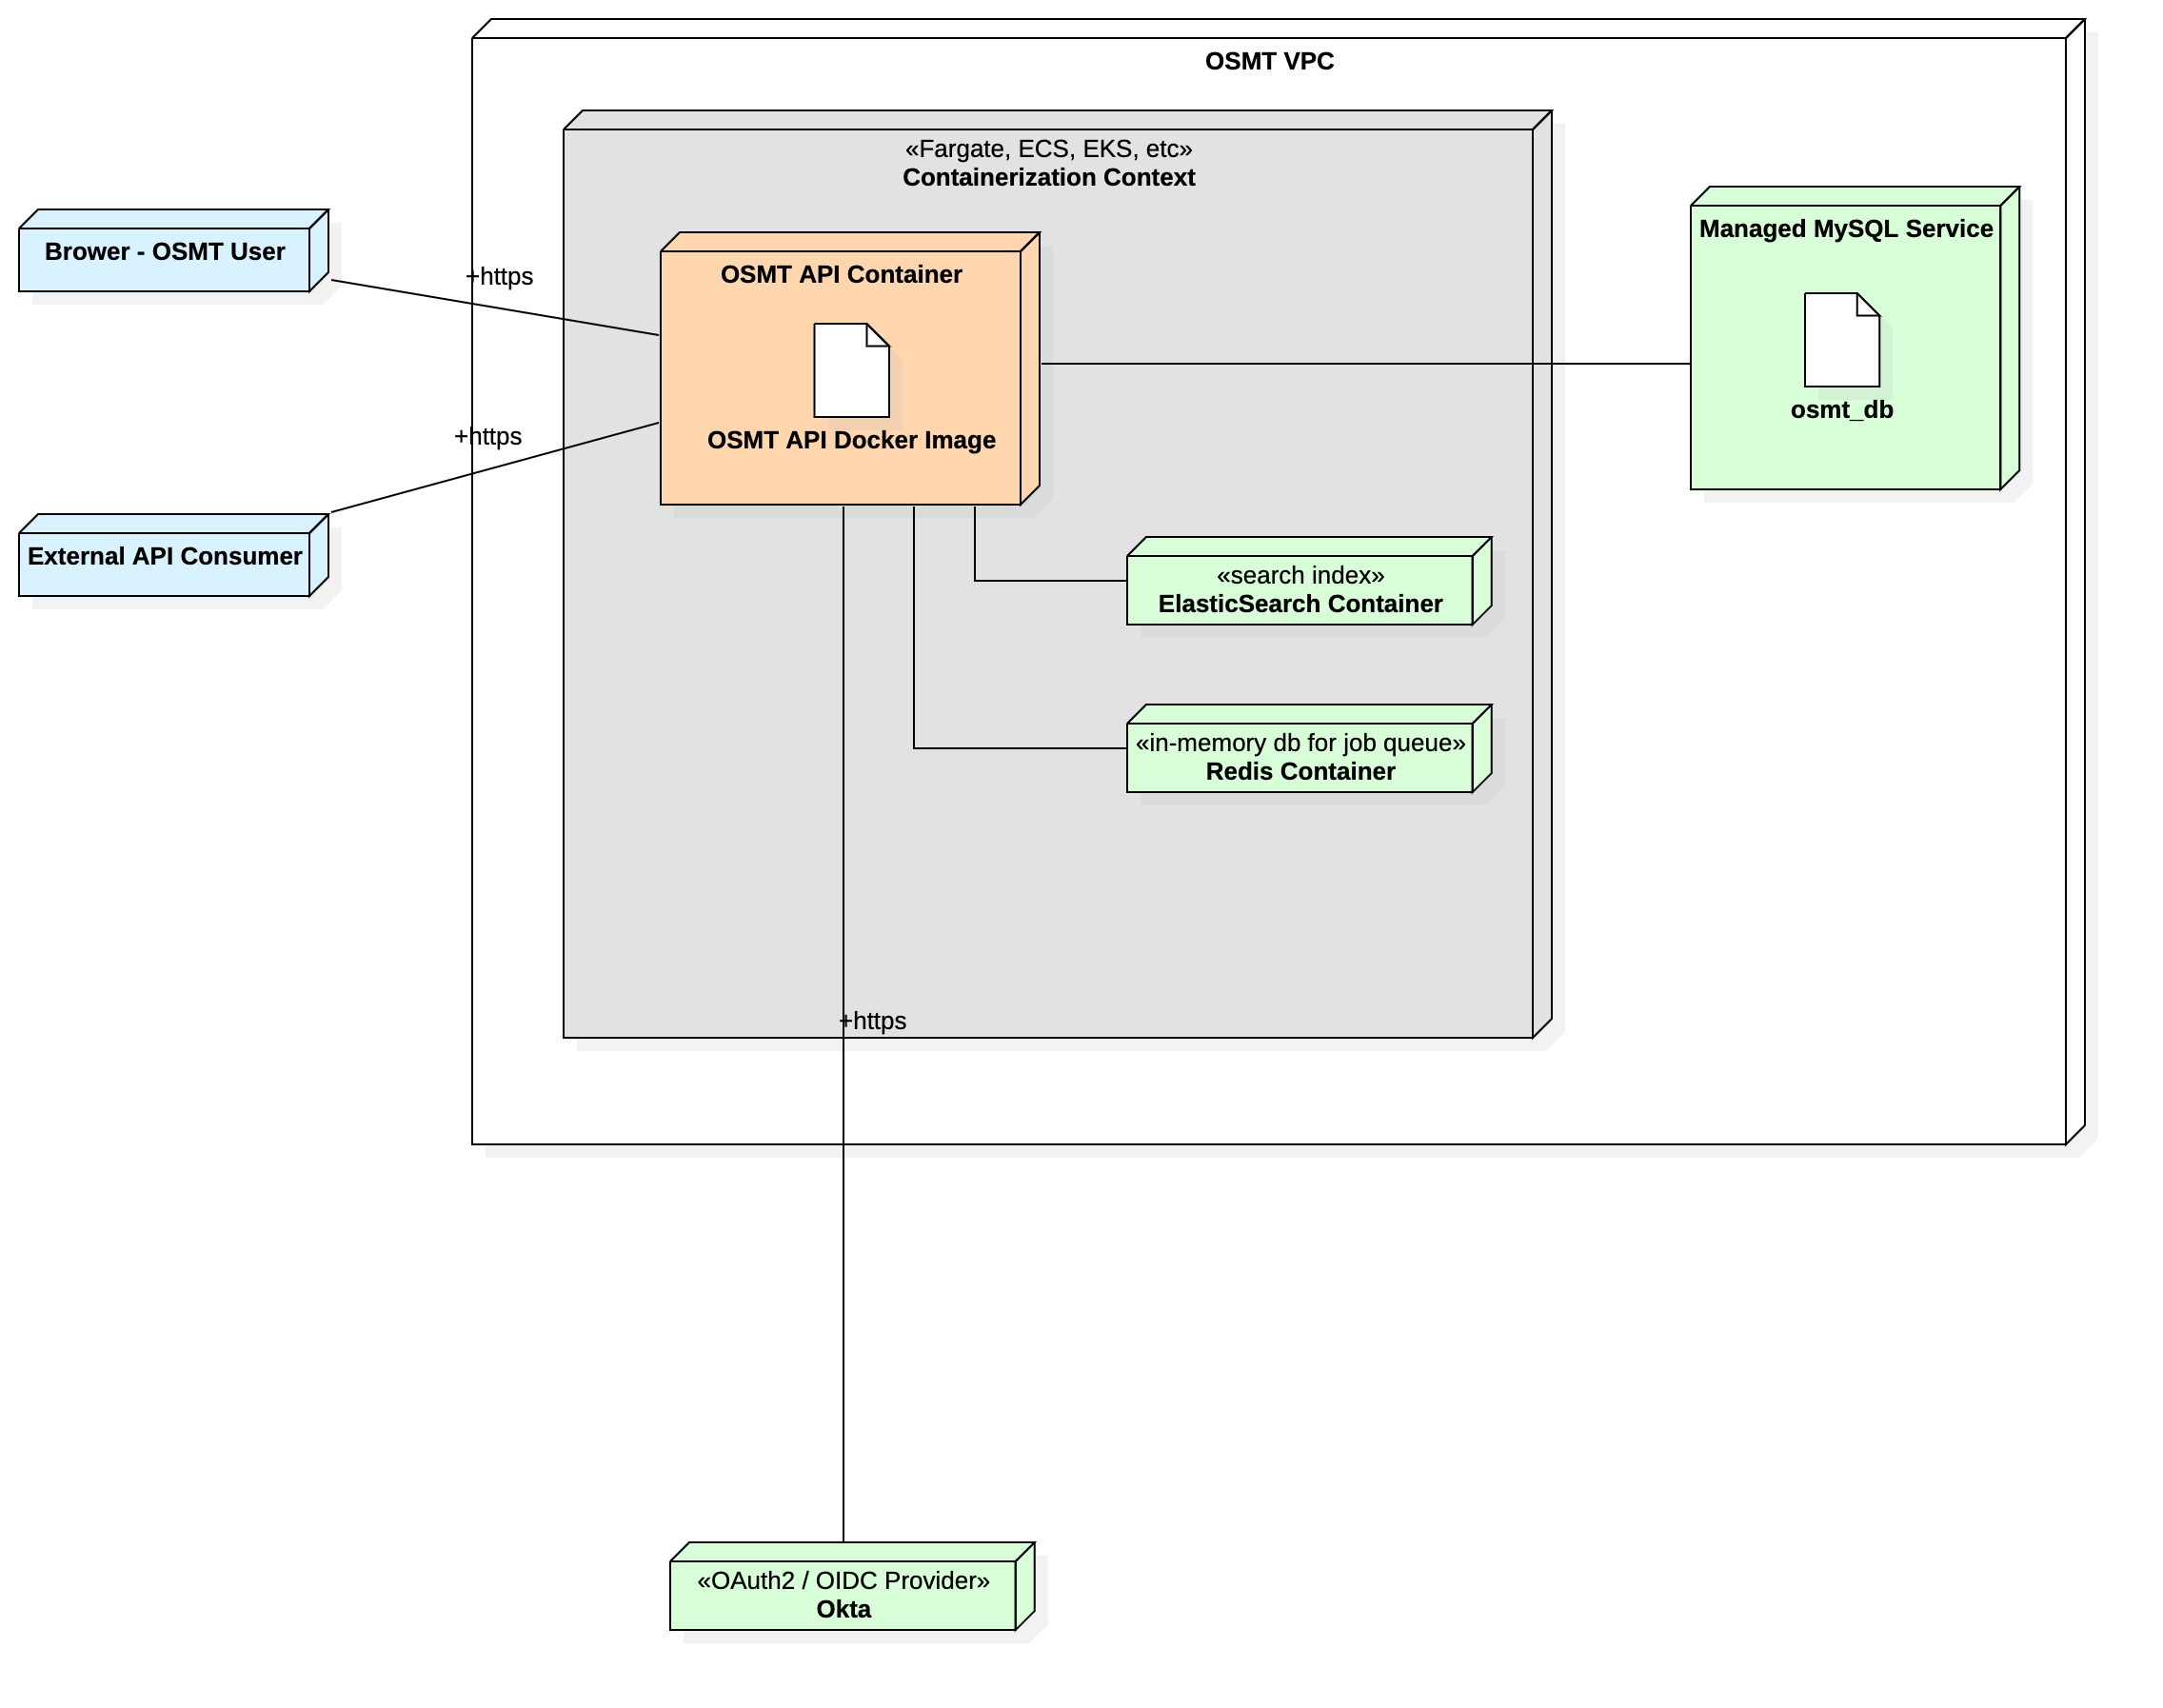 OSMT VPC
«Fargate, ECS, EKS, etc»
Containerization Context
Brower - OSMT User
+https
OSMT API Container
OSMT API Docker Image
Managed MySQL Service
osmt_db
+https
External API Consumer
«search index»
ElasticSearch Container
«in-memory db for job queue»
Redis Container
+https
«OAuth2 / OIDC Provider»
Okta